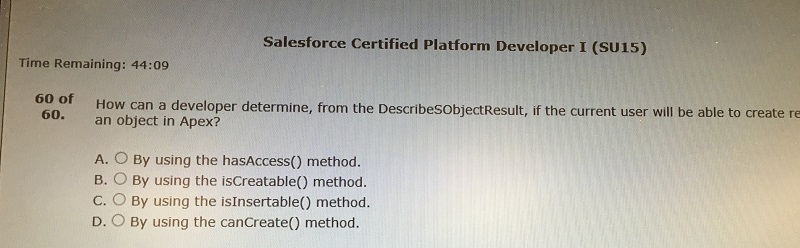 Salesforce Certified Platform Developer I (SU15)
Time Remaining: 44:09
60 of
60.
How can a developer determine, from the DescribeSObjectResult, if the current user will be able to create re
an object in Apex?
A. By using the hasAccess() method.
B. By using the isCreatable() method.
C. By using the isInsertable() method.
D. By using the canCreate() method.